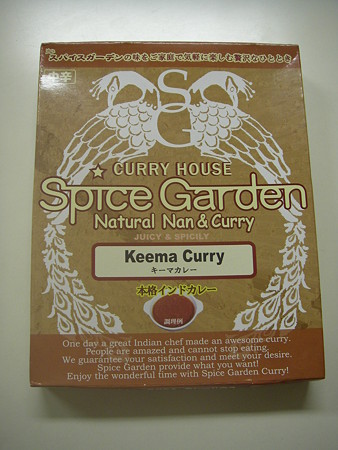 スパイスガーデンの味をご家庭で気軽に楽しむ贅沢なひととき
中辛
SG
CURRY HOUSE
Spice Garden
Natural Nan & Curry
JUICY & SPICILY
Keema Curry
キーマカレー
本格インドカレー
調理例
One day a great Indian chef made an awesome curry.
People are amazed and cannot stop eating.
We guarantee your satisfaction and meet your desire.
Spice Garden provide what you want!
Enjoy the wonderful time with Spice Garden Curry!